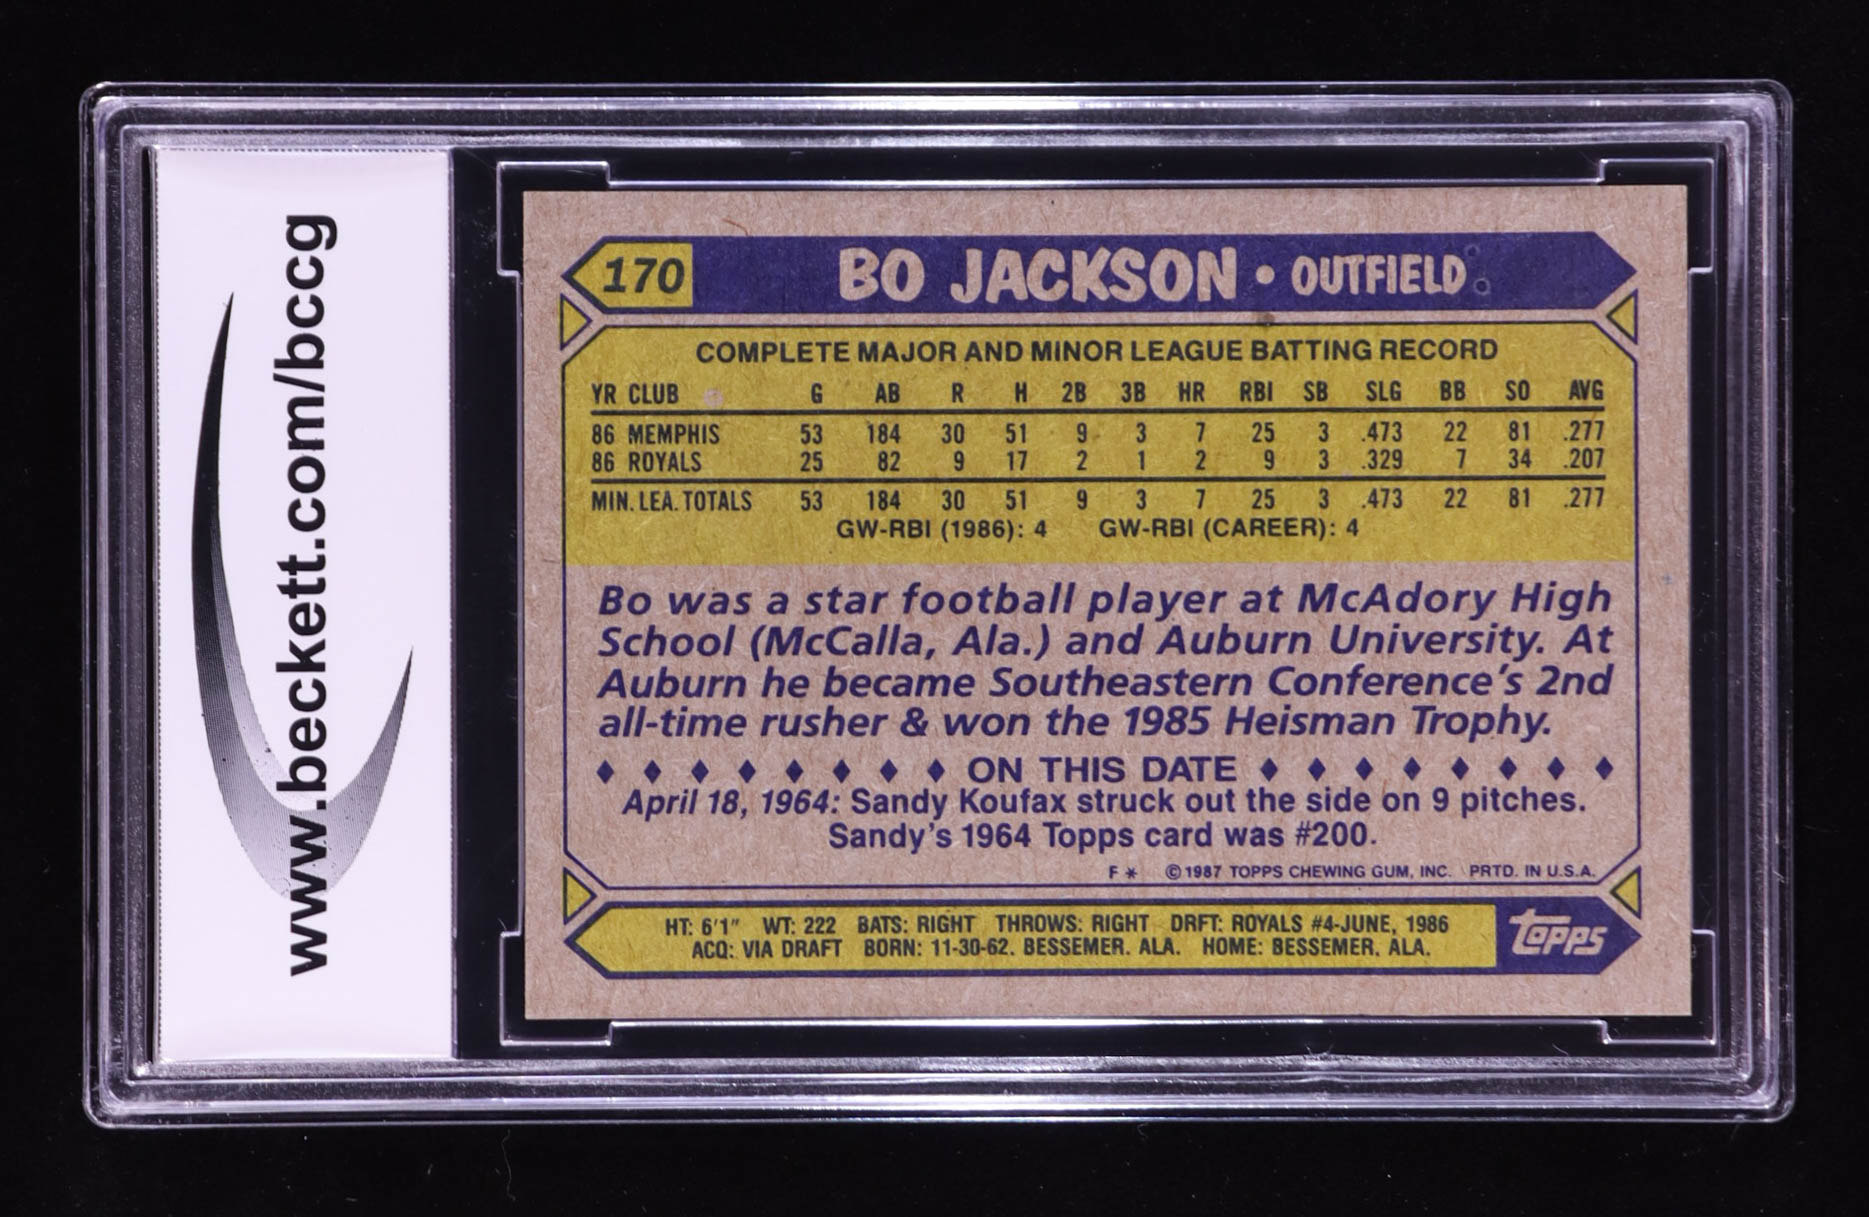 www.beckett.com/bccg
170 BO JACKSON • OUTFIELD
COMPLETE MAJOR AND MINOR LEAGUE BATTING RECORD
YR CLUB G AB R H 2B 3B HR RBI SB SLG BB SO AVG
86 MEMPHIS 53 184 30 51 9 3 7 25 3 .473 22 81 .277
86 ROYALS 25 82 9 17 2 1 2 9 3 .329 7 34 .207
MIN. LEA. TOTALS 53 184 30 51 9 3 7 25 3 .473 22 81 .277
GW-RBI (1986): 4 GW-RBI (CAREER): 4
Bo was a star football player at McAdory High
School (McCalla, Ala.) and Auburn University. At
Auburn he became Southeastern Conference's 2nd
all-time rusher & won the 1985 Heisman Trophy.
♦ ♦ ♦ ♦ ♦ ♦ ♦ ♦ ON THIS DATE ♦ ♦ ♦ ♦ ♦ ♦ ♦ ♦
April 18, 1964: Sandy Koufax struck out the side on 9 pitches.
Sandy's 1964 Topps card was #200.
F * © 1987 TOPPS CHEWING GUM, INC. PRTD. IN U.S.A.
HT: 6'1" WT: 222 BATS: RIGHT THROWS: RIGHT DRFT: ROYALS #4-JUNE, 1986
ACQ: VIA DRAFT BORN: 11-30-62. BESSEMER. ALA. HOME: BESSEMER, ALA.
topps